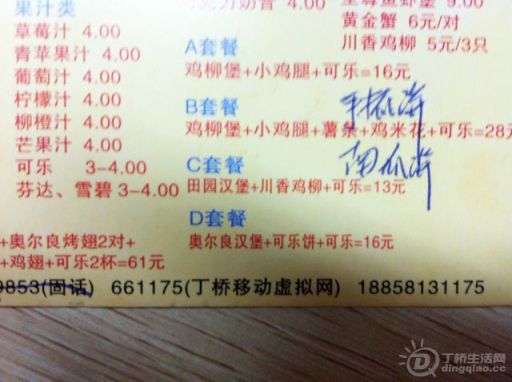 果汁类
草莓汁 4.00
青苹果汁 4.00
葡萄汁 4.00
柠檬汁 4.00
柳橙汁 4.00
芒果汁 4.00
可乐 3-4.00
芬达、雪碧 3-4.00
+奥尔良烤翅2对+
+鸡翅+可乐2杯=61元
4.00
A套餐
鸡柳堡+小鸡腿+可乐=16元
B套餐
鸡柳堡+小鸡腿+薯条+鸡米花+可乐=28元
C套餐
田园汉堡+川香鸡柳+可乐=13元
D套餐
奥尔良汉堡+可乐饼+可乐=16元
9.00
黄金蟹 6元/对
川香鸡柳 5元/3只
9853(固话) 661175(丁桥移动虚拟网) 18858131175
丁桥生活网
dingqiao.cc